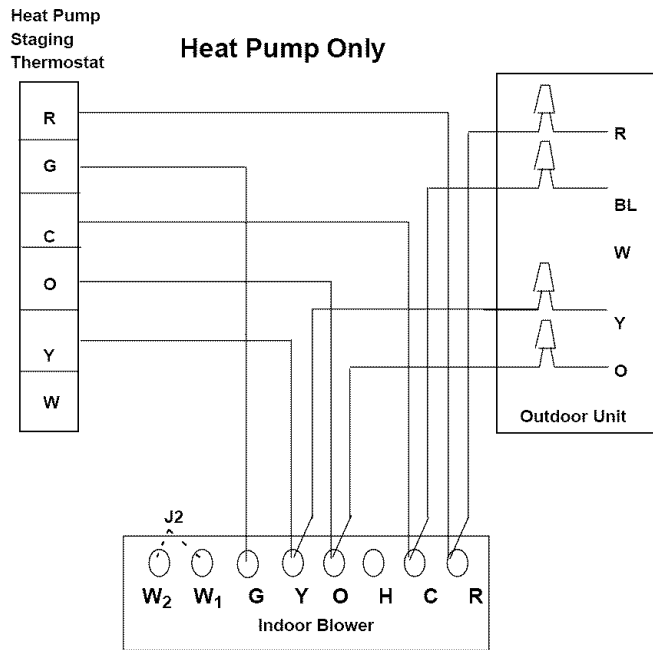 Heat Pump
Staging
Thermostat
Heat Pump Only
R
G
C
O
Y
W
R
BL
W
Y
O
Outdoor Unit
J2
W2 W1 G Y O H C R
Indoor Blower